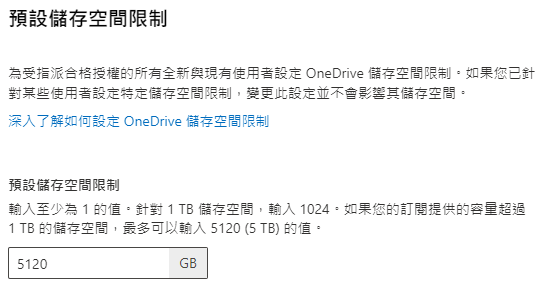 預設儲存空間限制
為受指派合格授權的所有全新與現有使用者設定 OneDrive 儲存空間限制。如果您已針
對某些使用者設定特定儲存空間限制，變更此設定並不會影響其儲存空間。
深入了解如何設定 OneDrive 儲存空間限制
預設儲存空間限制
輸入至少為 1 的值。針對 1 TB 儲存空間，輸入 1024。如果您的訂閱提供的容量超過
1 TB 的儲存空間，最多可以輸入 5120 (5 TB) 的值。
5120 GB